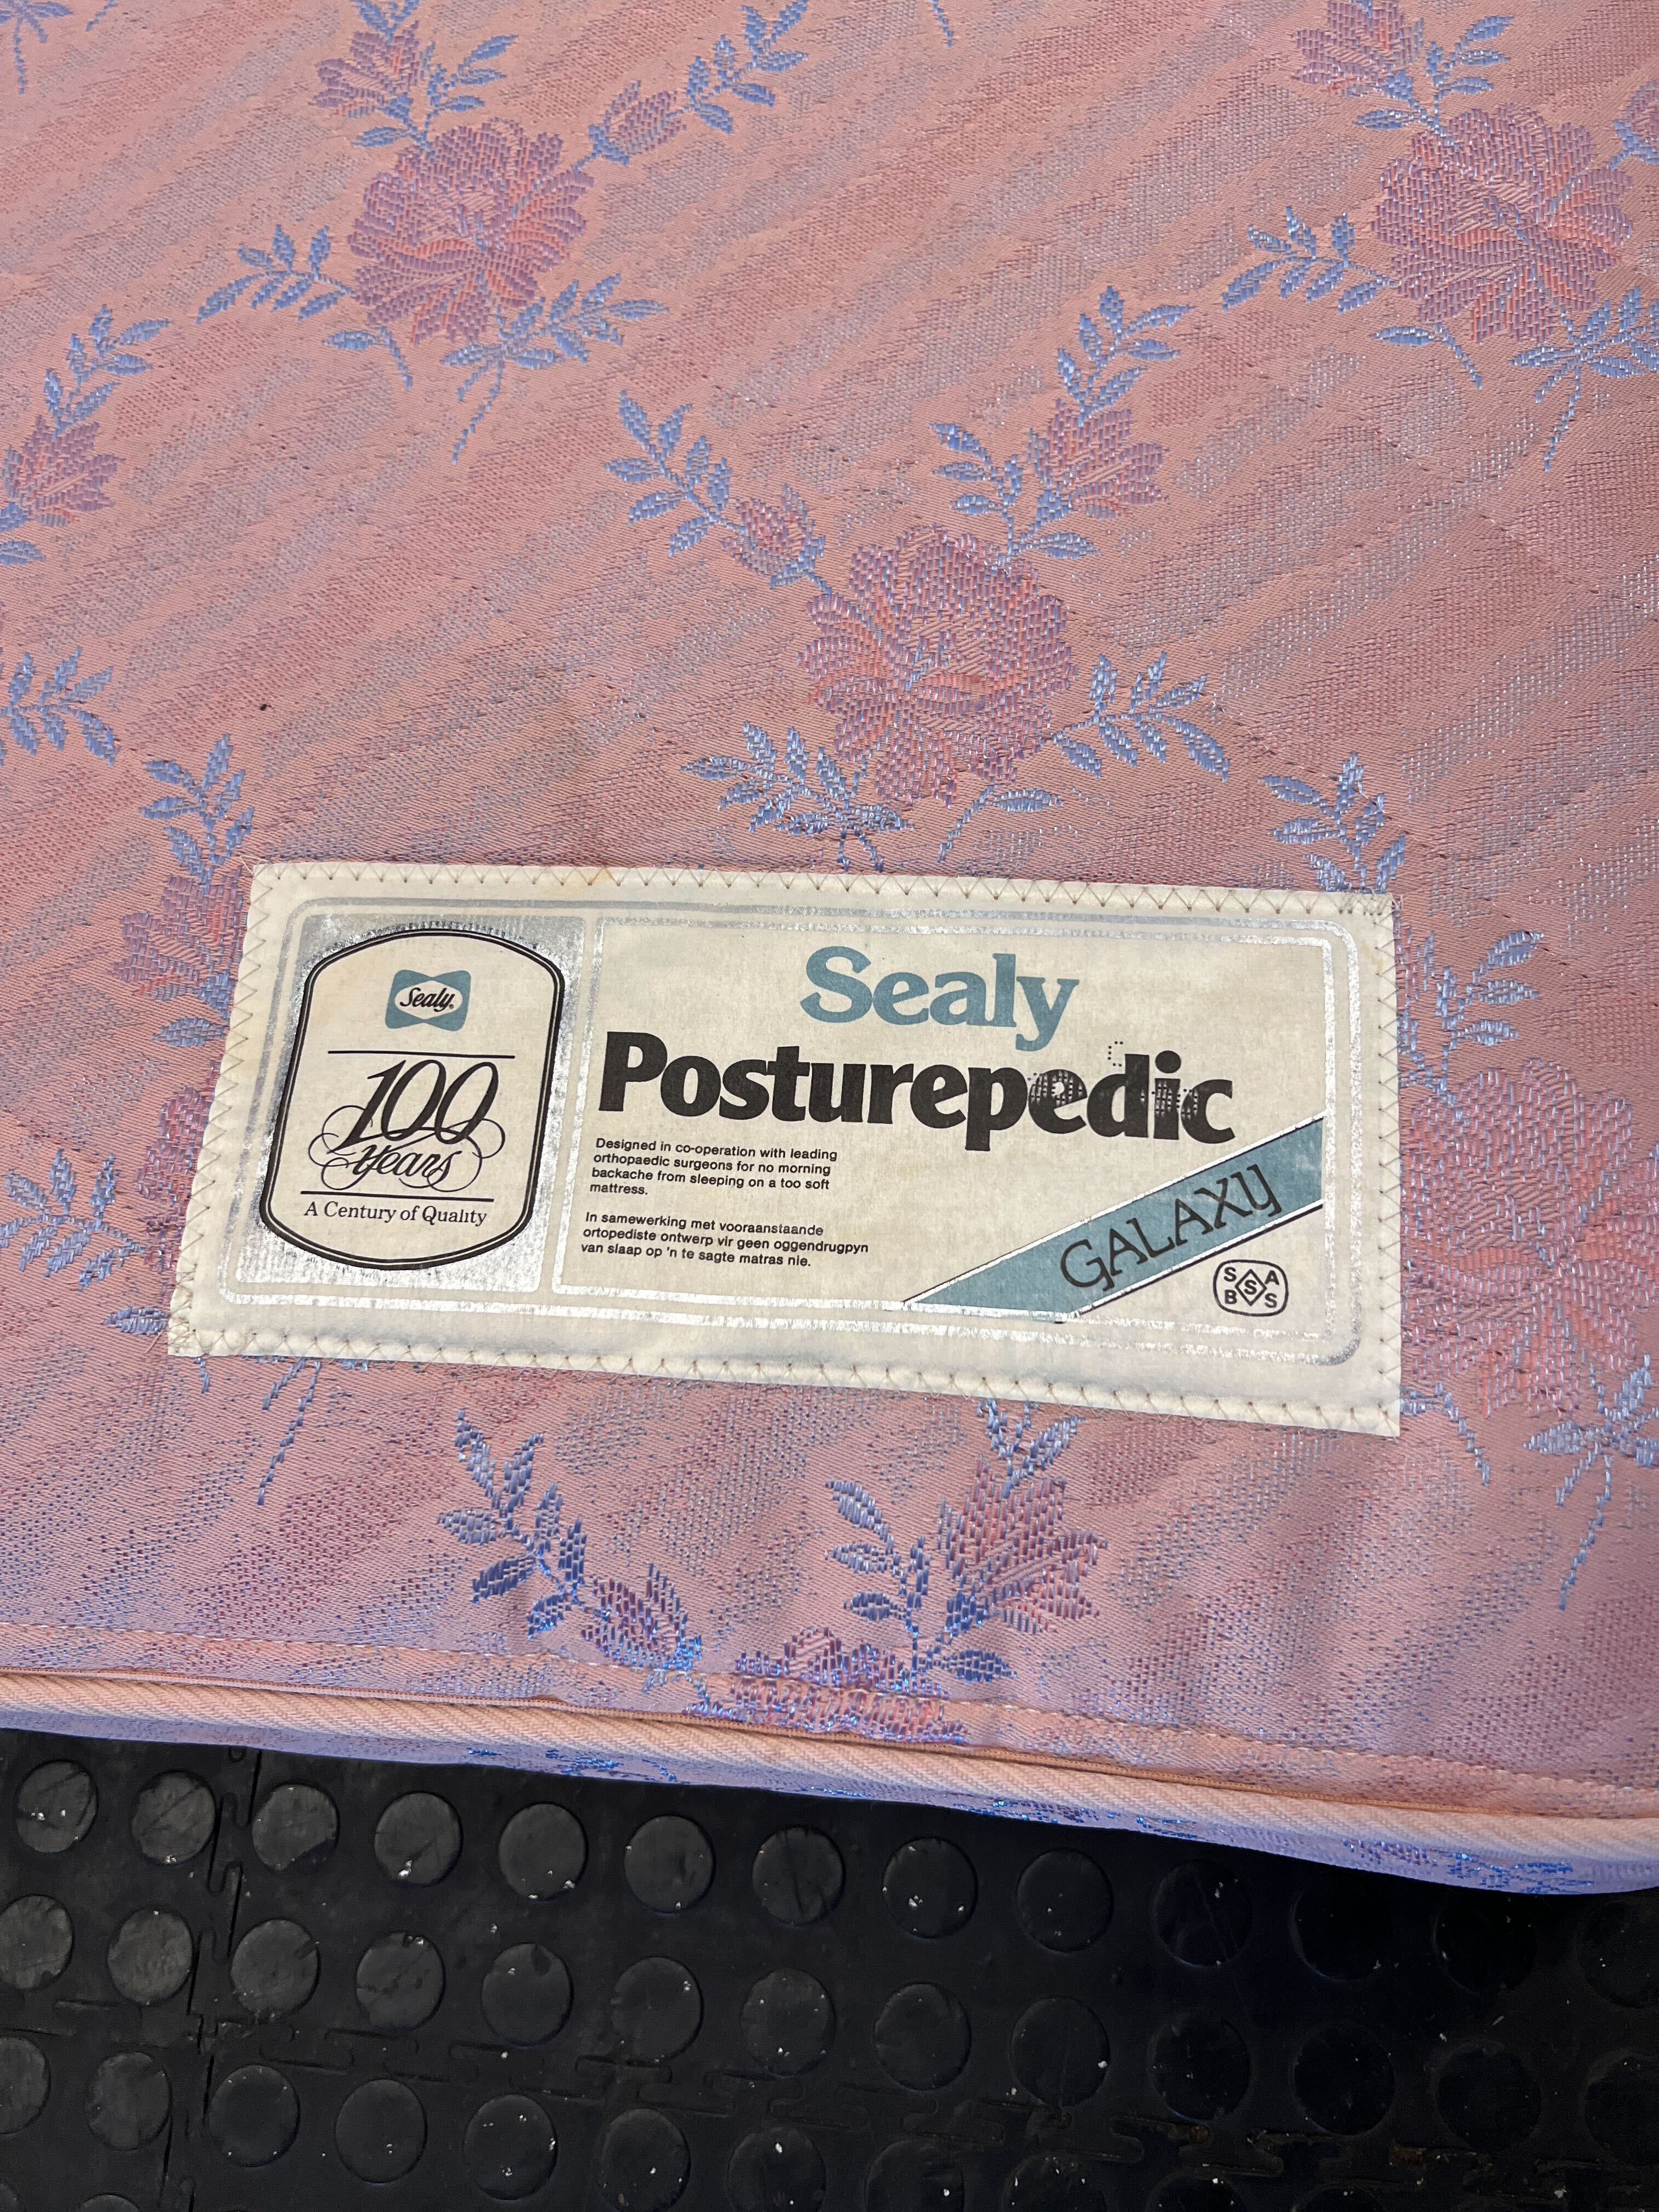 Sealy
100
Years
A Century of Quality
Sealy
Posturepedic
Designed in co-operation with leading
orthopaedic surgeons for no morning
backache from sleeping on a too soft
mattress.
In samewerking met vooraanstaande
ortopediste ontwerp vir geen oggendrugpyn
van slaap op 'n te sagte matras nie.
GALAXY
S A
S
B S